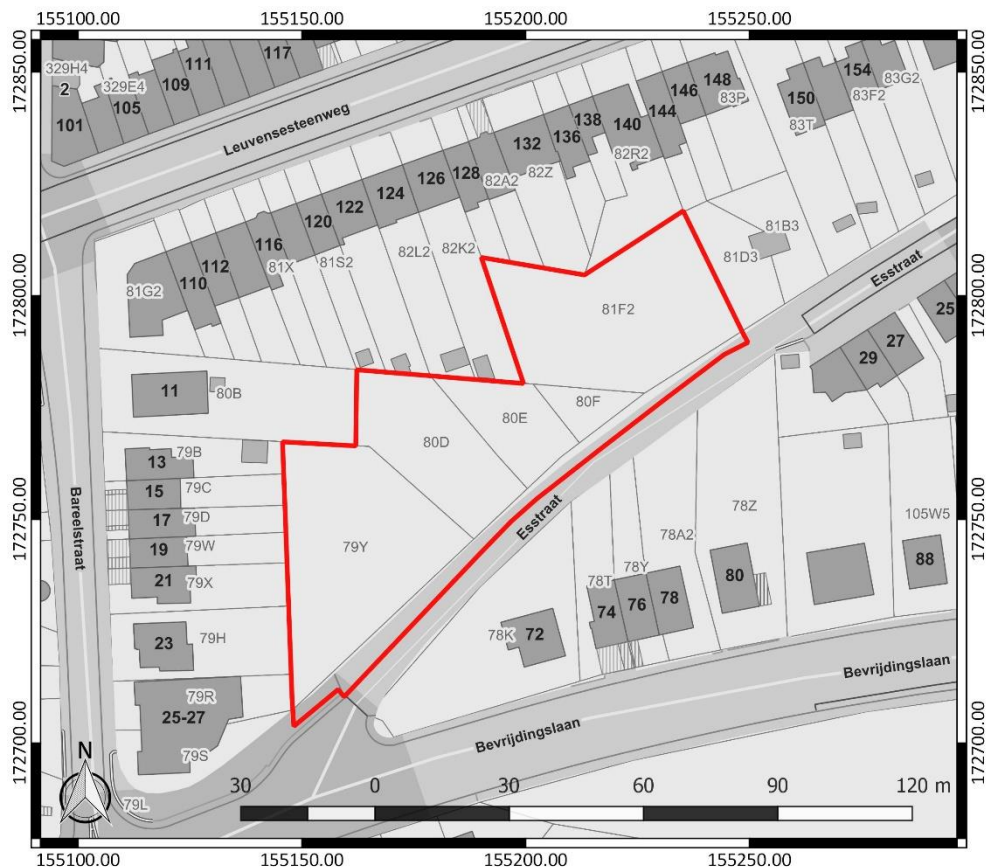 155100.00 155150.00 155200.00 155250.00
172850.00 172850.00
172800.00 172800.00
172750.00 172750.00
172700.00 172700.00
329H4
2
101
329E4
105
109
111
117
Leuvensesteenweg
81G2
110
112
116
81X
120
81S2
122
124
82L2
126
82K2
128
82A2
132
82Z
136
138
140
82R2
144
146
148
83P
150
83T
154
83F2
83G2
81B3
81D3
81F2
Esstraat
25
27
29
11
80B
80F
80E
80D
13
79B
15
79C
17
79D
19
79W
21
79X
Bareelstraat
79Y
Esstraat
23
79H
79R
25-27
79S
79L
78K
72
78T
74
78Y
76
78
78A2
78Z
80
105W5
88
Bevrijdingslaan
Bevrijdingslaan
N
30 0 30 60 90 120 m
155100.00 155150.00 155200.00 155250.00